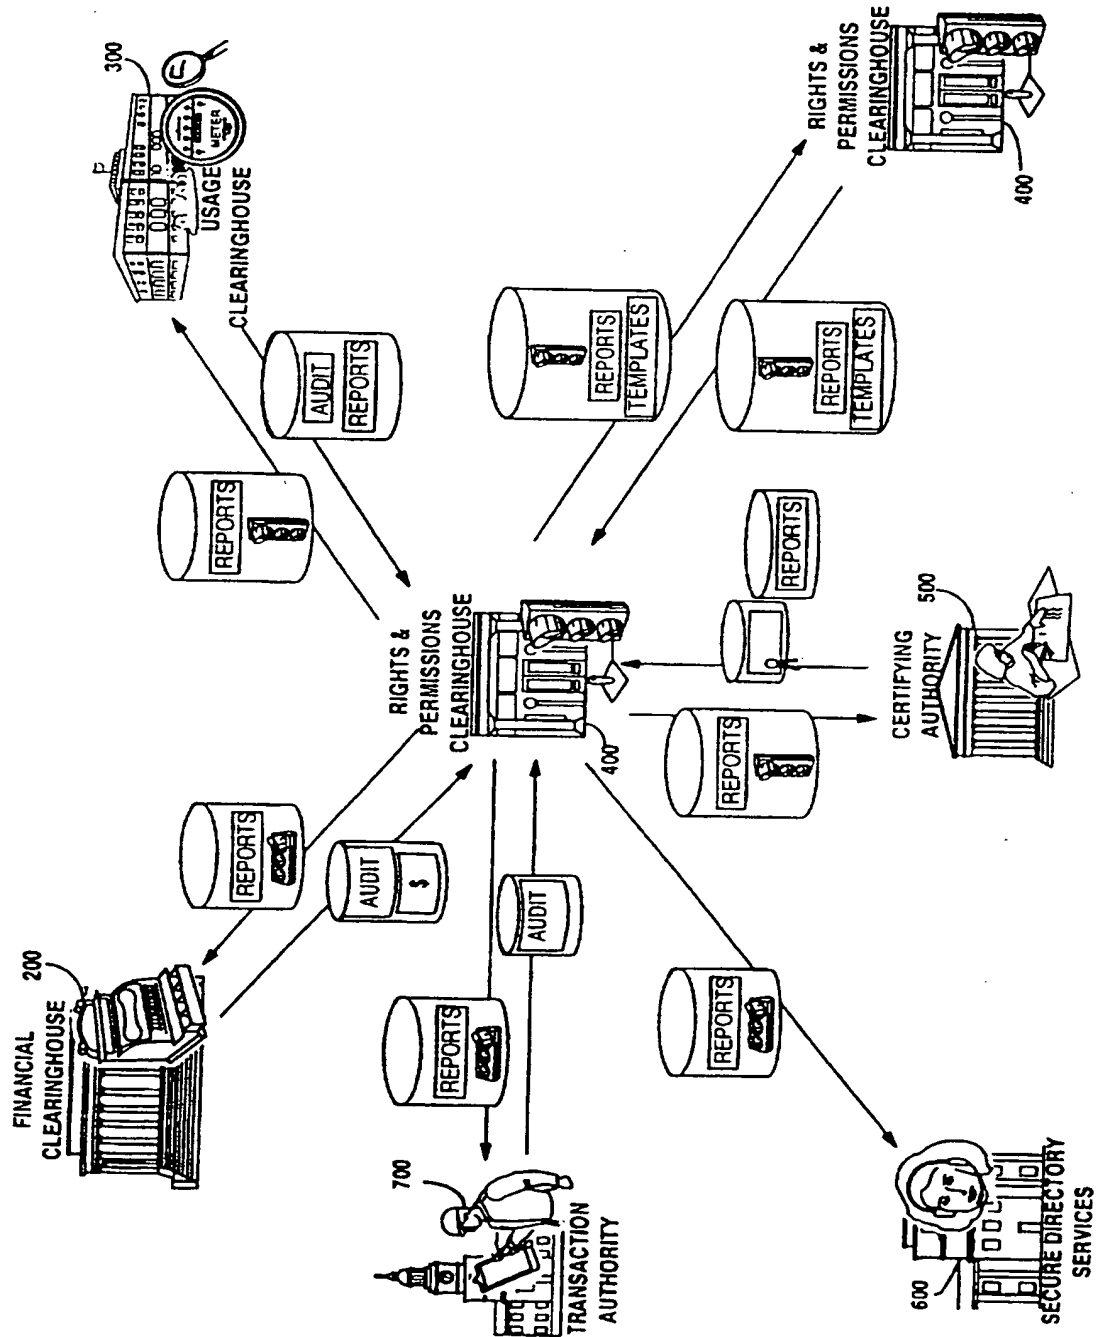 FINANCIAL
CLEARINGHOUSE
200
300
METER
USAGE
CLEARINGHOUSE
REPORTS
AUDIT
$
REPORTS
AUDIT
REPORTS
700
TRANSACTION
AUTHORITY
REPORTS
AUDIT
RIGHTS &
PERMISSIONS
CLEARINGHOUSE
400
REPORTS
TEMPLATES
REPORTS
TEMPLATES
RIGHTS &
PERMISSIONS
CLEARINGHOUSE
400
600
SECURE DIRECTORY
SERVICES
REPORTS
REPORTS
REPORTS
CERTIFYING
AUTHORITY
500